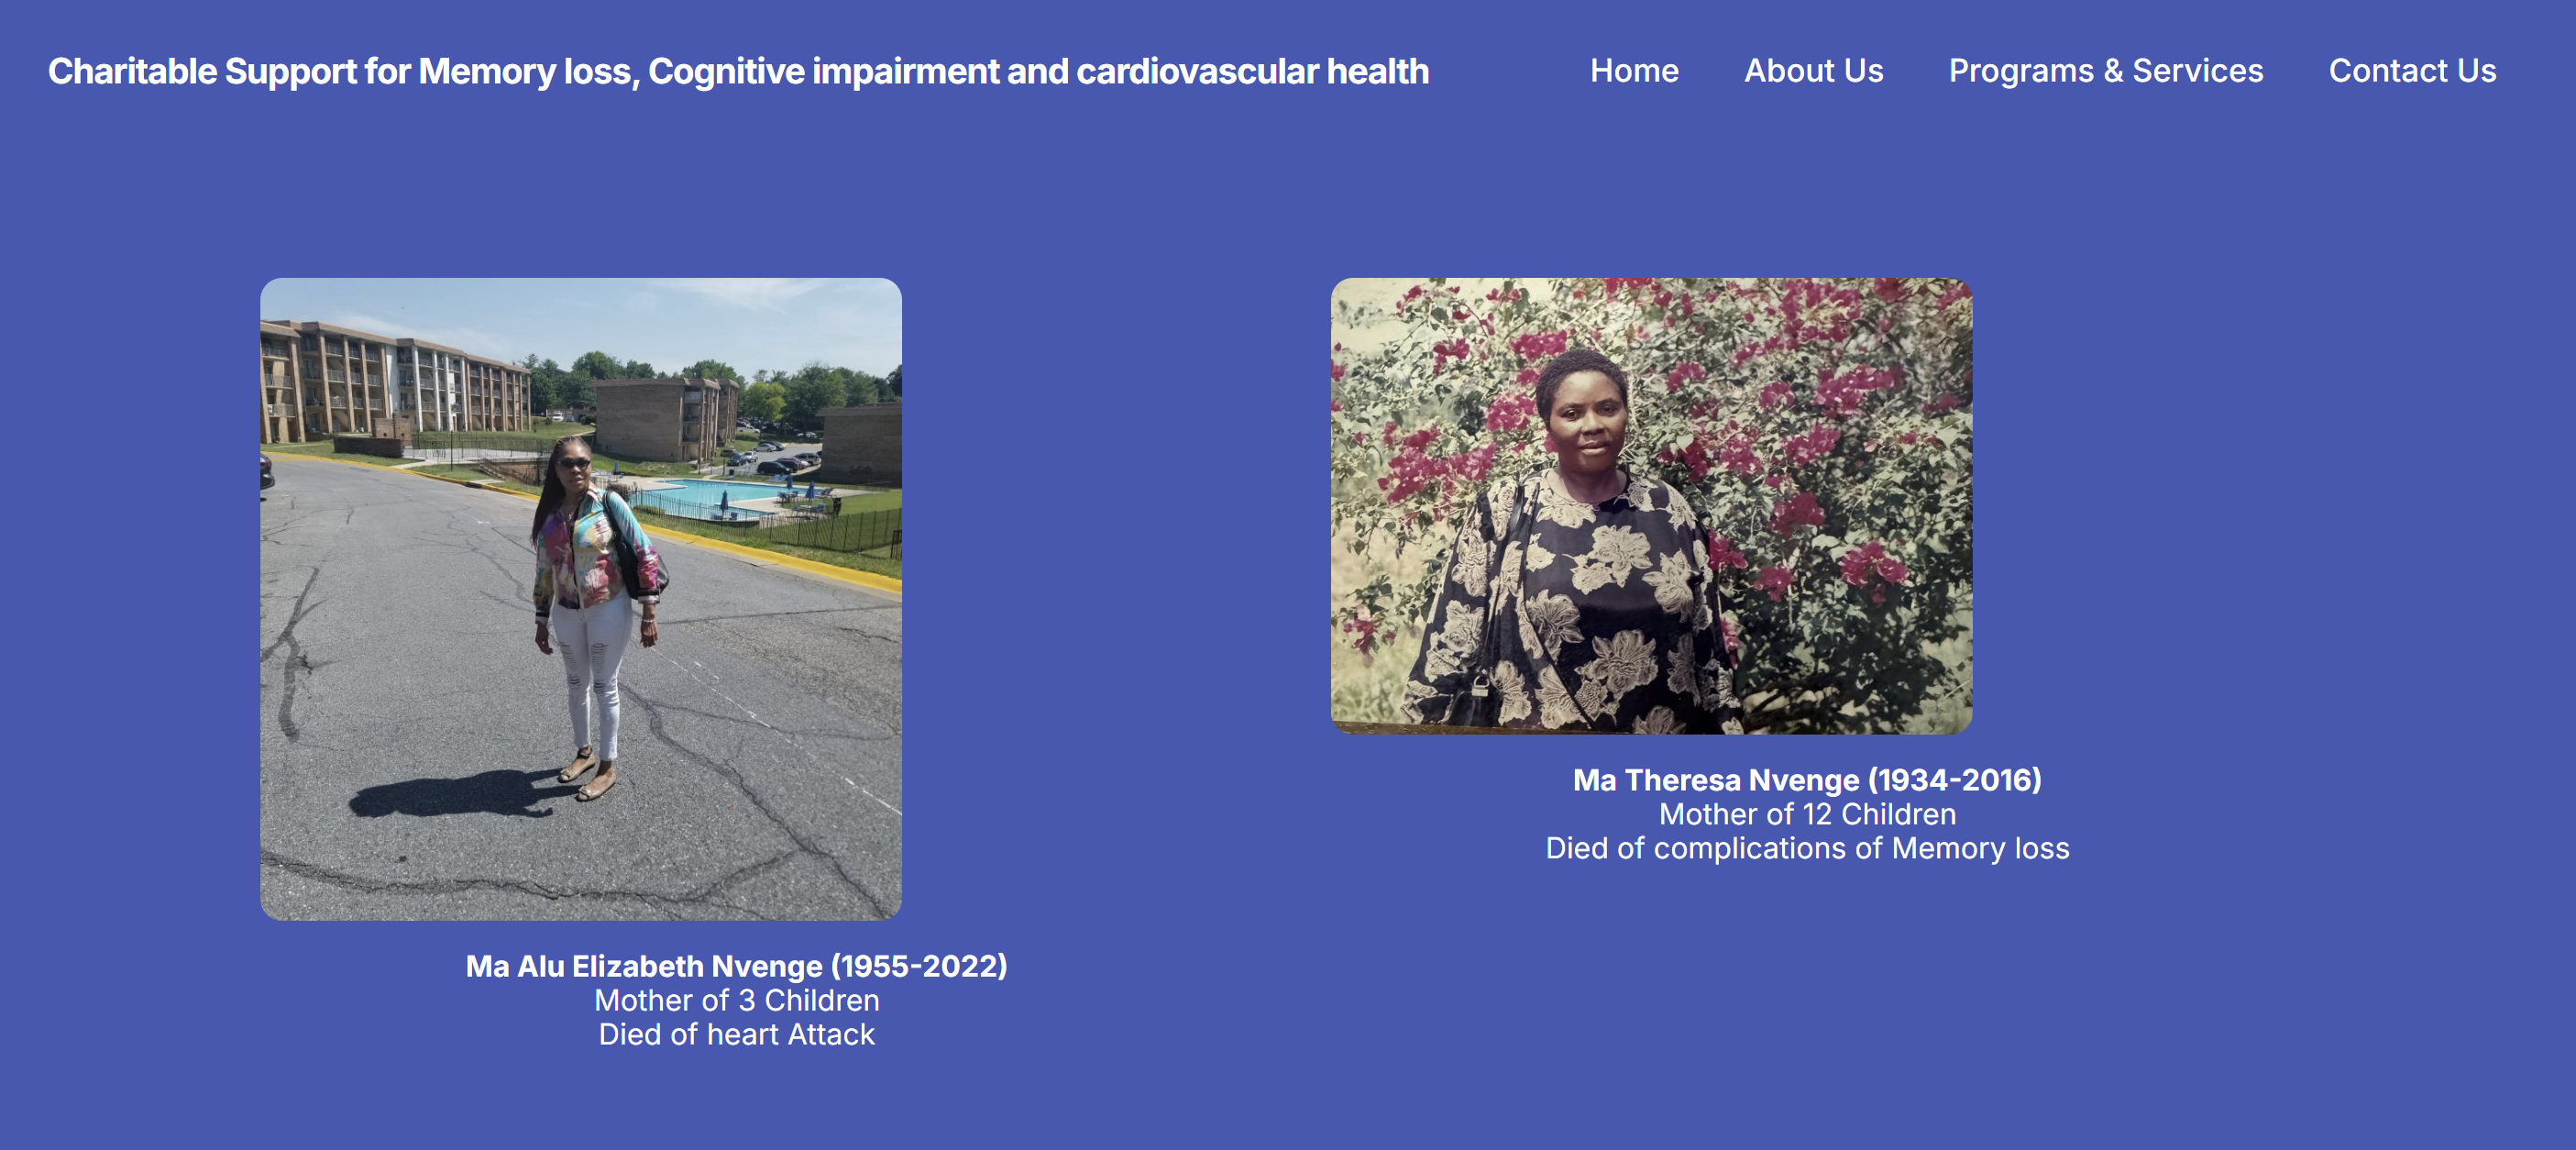 Charitable Support for Memory loss, Cognitive impairment and cardiovascular health
Home
About Us
Programs & Services
Contact Us
Ma Alu Elizabeth Nvenge (1955-2022)
Mother of 3 Children
Died of heart Attack
Ma Theresa Nvenge (1934-2016)
Mother of 12 Children
Died of complications of Memory loss